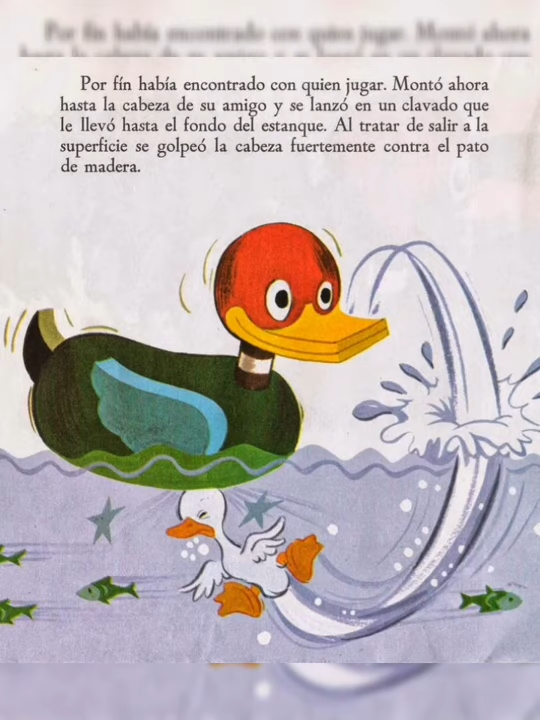 Por fín había encontrado con quien jugar. Montó ahora
hasta la cabeza de su amigo y se lanzó en un clavado que
le llevó hasta el fondo del estanque. Al tratar de salir a la
superficie se golpeó la cabeza fuertemente contra el pato
de madera.